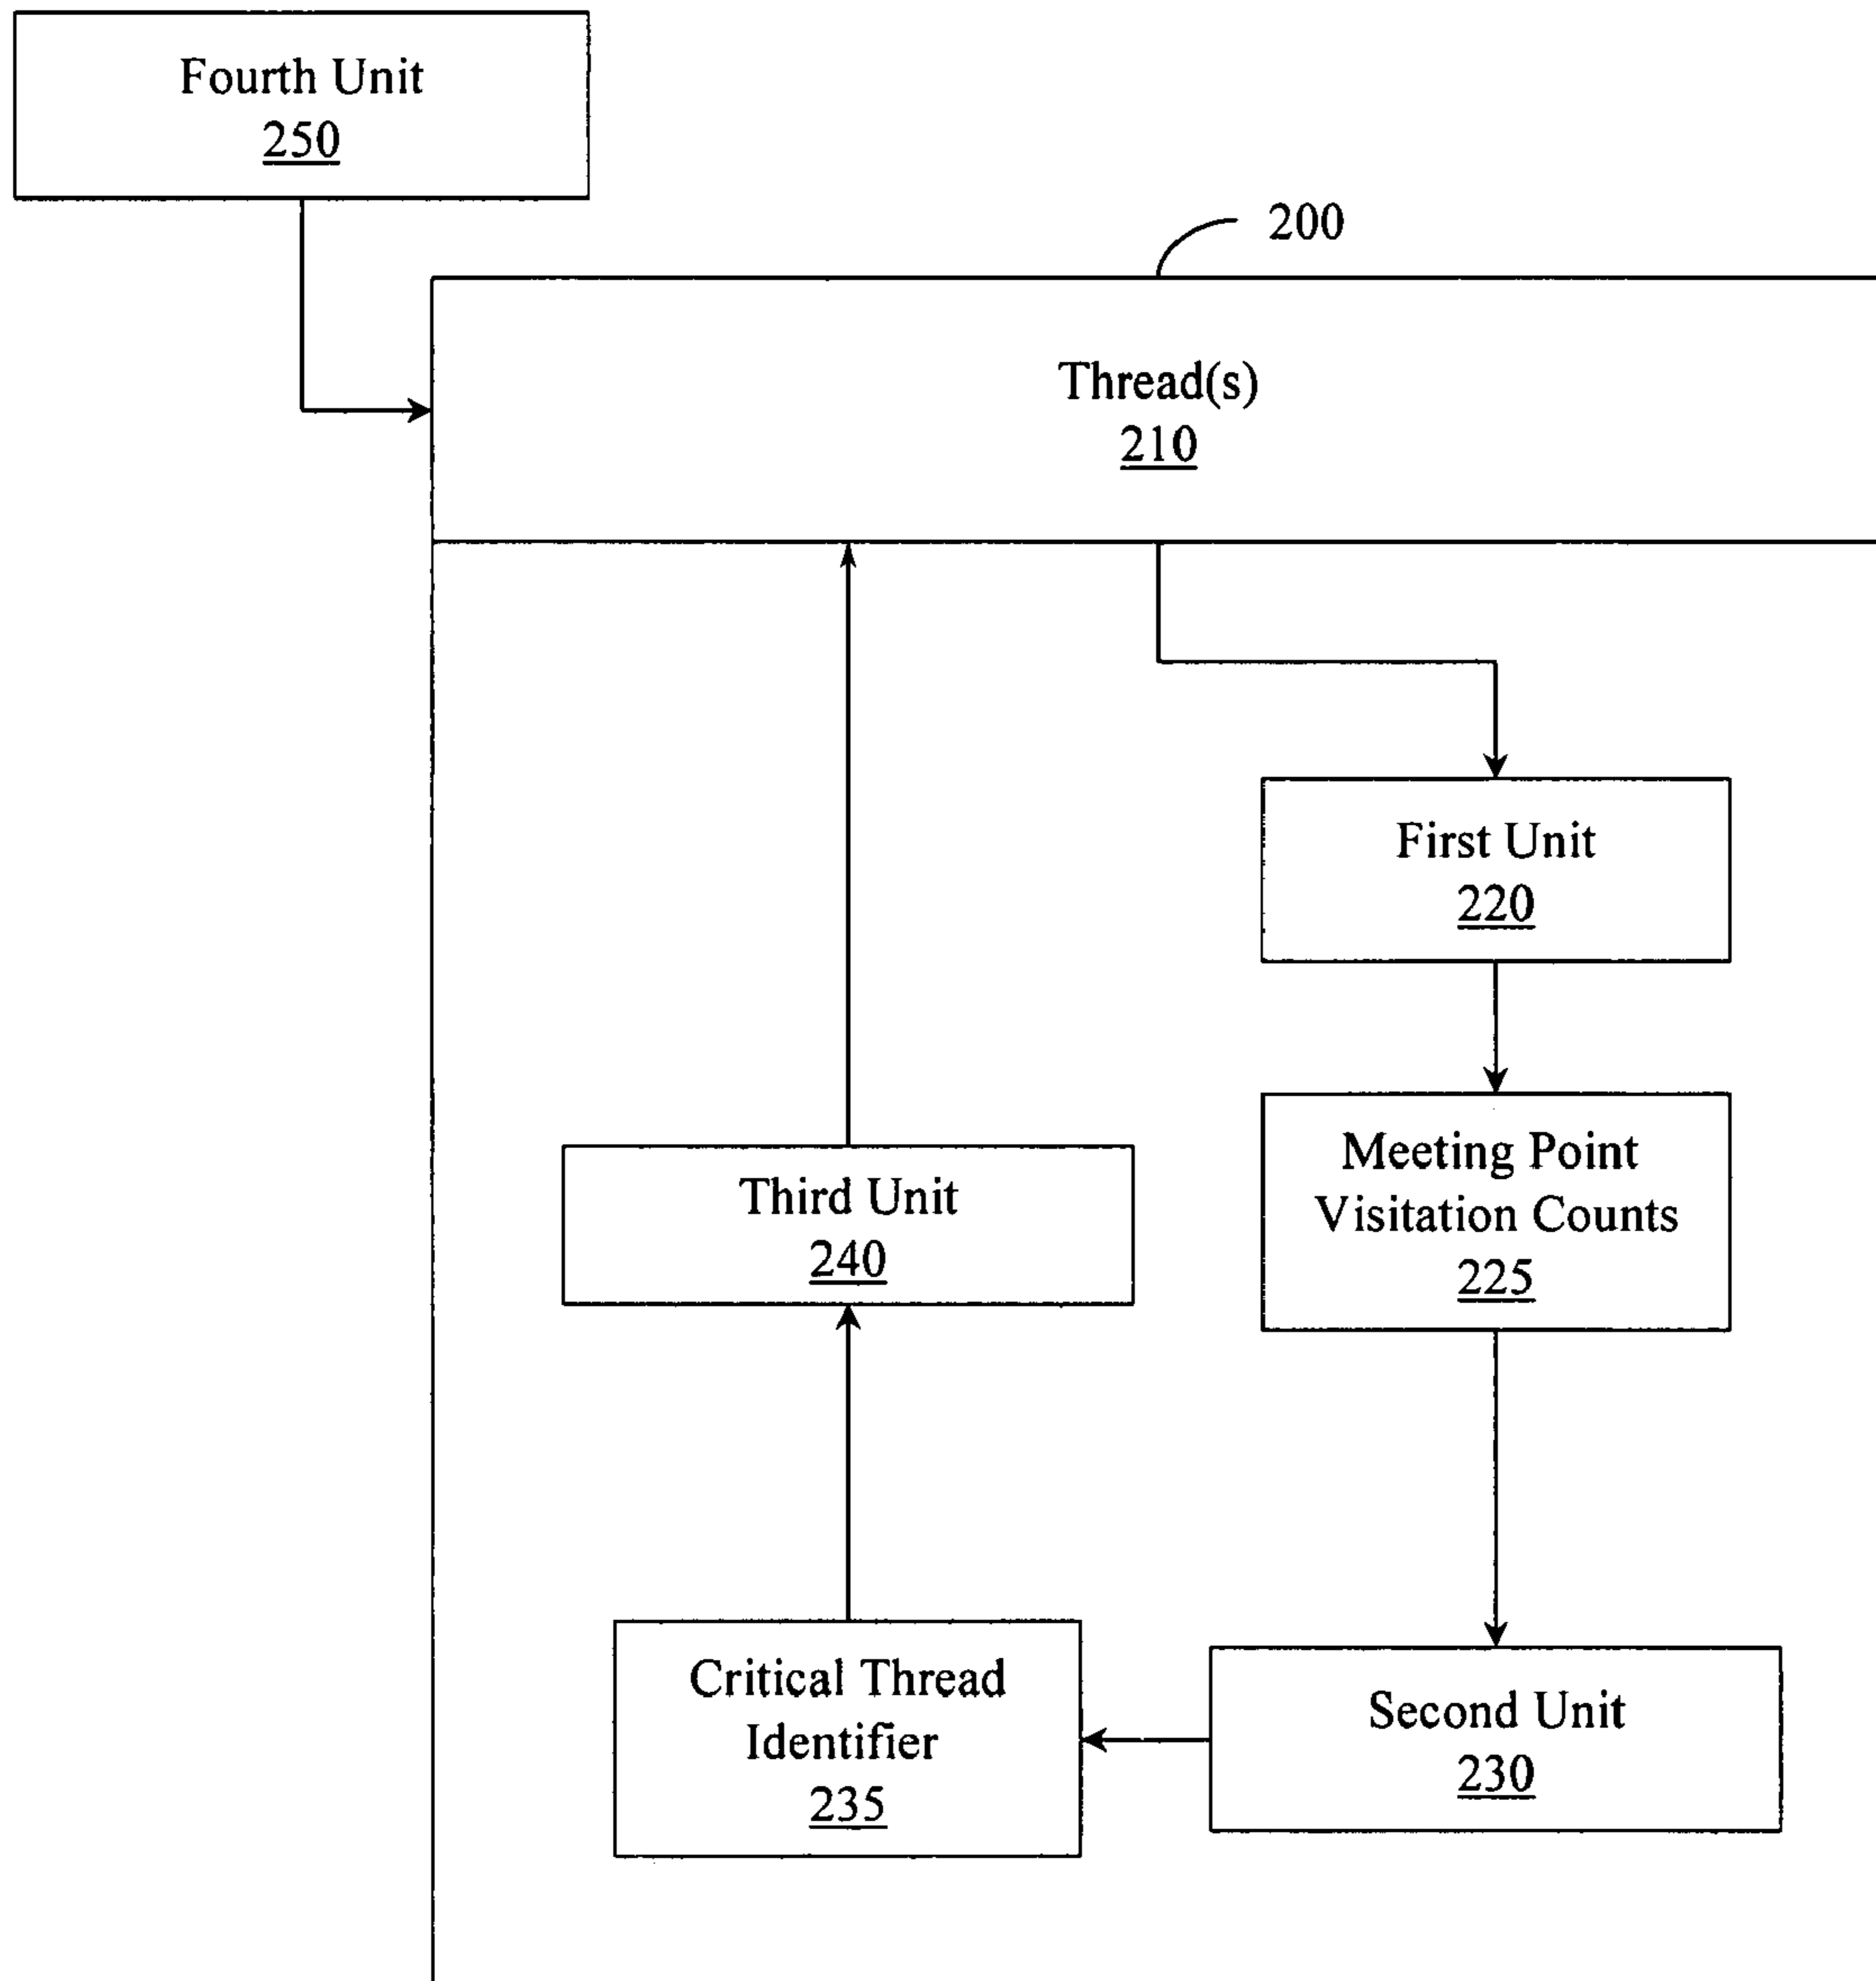 Fourth Unit
250
200
Thread(s)
210
First Unit
220
Meeting Point
Visitation Counts
225
Third Unit
240
Critical Thread
Identifier
235
Second Unit
230